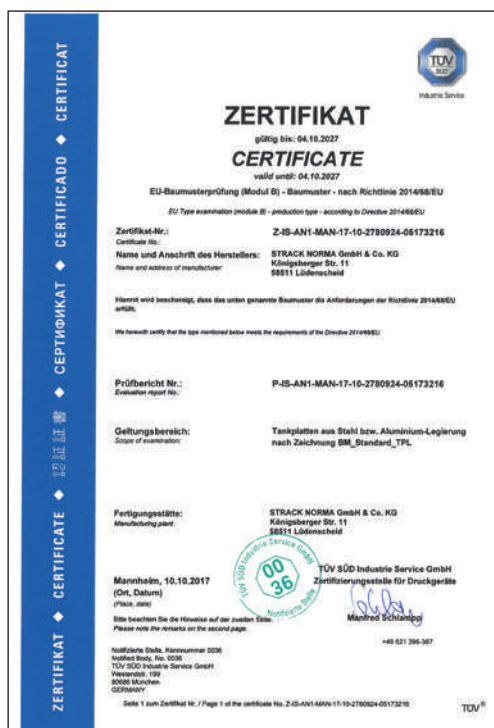 ZERTIFIKAT ◆ CERTIFICATE ◆ 認証証書 ◆ СЕРТИФИКАТ ◆ CERTIFICADO ◆ CERTIFICAT
TÜV
SÜD
Industrie Service
ZERTIFIKAT
gültig bis: 04.10.2027
CERTIFICATE
valid until: 04.10.2027
EU-Baumusterprüfung (Modul B) - Baumuster - nach Richtlinie 2014/68/EU
EU Type examination (module B) - production type - according to Directive 2014/68/EU
Zertifikat-Nr.: Z-IS-AN1-MAN-17-10-2780924-05173216
Certificate No.:
Name und Anschrift des Herstellers: STRACK NORMA GmbH & Co. KG
Name and address of manufacturer: Königsberger Str. 11
58511 Lüdenscheid
Hiermit wird bescheinigt, dass das unten genannte Baumuster die Anforderungen der Richtlinie 2014/68/EU
erfüllt.
We herewith certify that the type mentioned below meets the requirements of the Directive 2014/68/EU.
Prüfbericht Nr.: P-IS-AN1-MAN-17-10-2780924-05173216
Evaluation report No.:
Geltungsbereich: Tankplatten aus Stahl bzw. Aluminium-Legierung
Scope of examination: nach Zeichnung BM_Standard_TPL
Fertigungsstätte: STRACK NORMA GmbH & Co. KG
Manufacturing plant: Königsberger Str. 11
58511 Lüdenscheid
TÜV SÜD Industrie Service GmbH
00
36
Notifizierte Stelle
Mannheim, 10.10.2017 TÜV SÜD Industrie Service GmbH
(Ort, Datum) Zertifizierungsstelle für Druckgeräte
(Place, date)
Bitte beachten Sie die Hinweise auf der zweiten Seite. Manfred Schlampp
Please note the remarks on the second page.
+49 621 395-367
Notifizierte Stelle, Kennnummer 0036
Notified Body, No. 0036
TÜV SÜD Industrie Service GmbH
Westendstr. 199
80686 München
GERMANY
Seite 1 zum Zertifikat Nr. / Page 1 of the certificate No. Z-IS-AN1-MAN-17-10-2780924-05173216
TÜV®